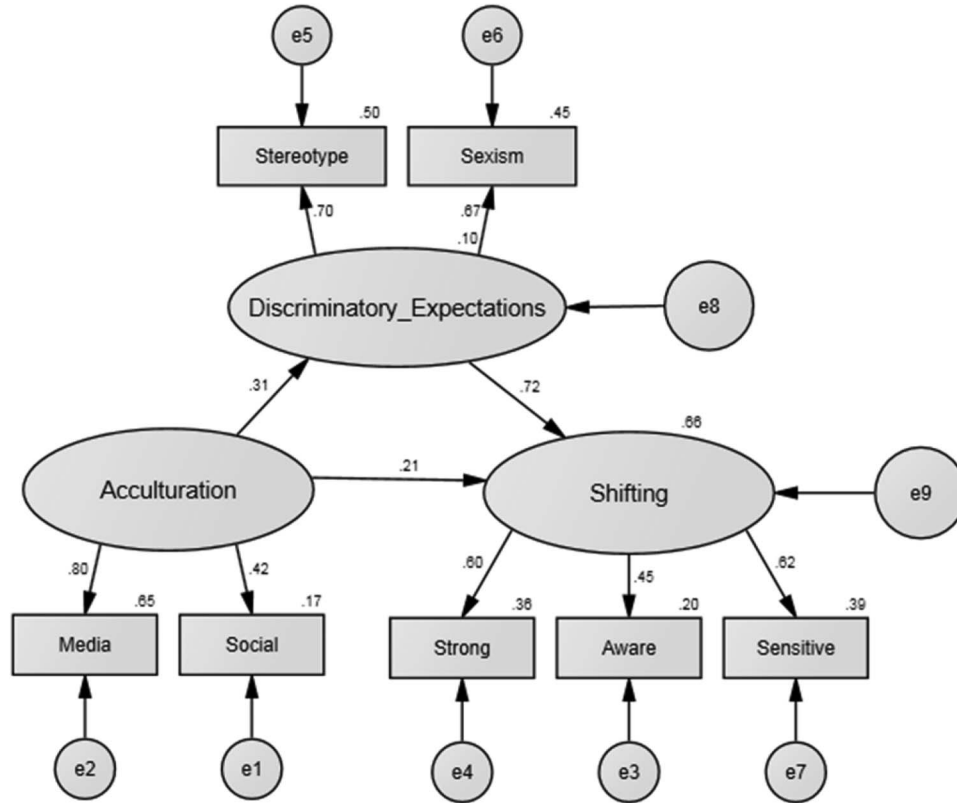 e5
e6
.50
.45
Stereotype
Sexism
.70
.67
.10
Discriminatory_Expectations
e8
.31
.72
.66
Acculturation
.21
Shifting
e9
.80
.42
.60
.45
.62
.65
.17
.36
.20
.39
Media
Social
Strong
Aware
Sensitive
e2
e1
e4
e3
e7